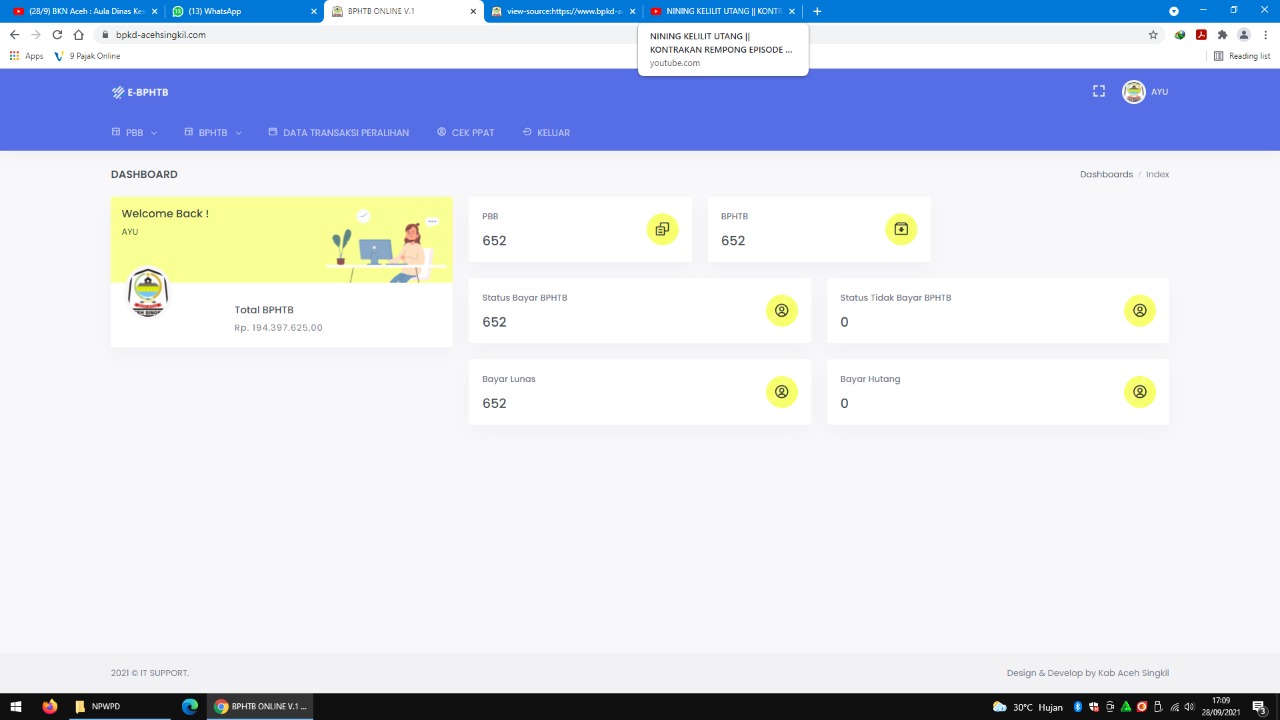 (28/9) BKN Aceh : Aula Dinas Kes
(13) WhatsApp
BPHTB ONLINE V.1
view-source:https://www.bpkd-a
NINING KELILIT UTANG || KONTR
bpkd-acehsingkil.com
NINING KELILIT UTANG ||
KONTRAKAN REMPONG EPISODE ...
youtube.com
Apps
9 Pajak Online
Reading list
E-BPHTB
AYU
PBB
BPHTB
DATA TRANSAKSI PERALIHAN
CEK PPAT
KELUAR
DASHBOARD
Dashboards / Index
Welcome Back !
AYU
Total BPHTB
Rp. 194.397.625,00
PBB
652
BPHTB
652
Status Bayar BPHTB
652
Status Tidak Bayar BPHTB
0
Bayar Lunas
652
Bayar Hutang
0
2021 © IT SUPPORT.
Design & Develop by Kab Aceh Singkil
NPWPD
BPHTB ONLINE V.1 ...
30°C Hujan
17:09
28/09/2021
3